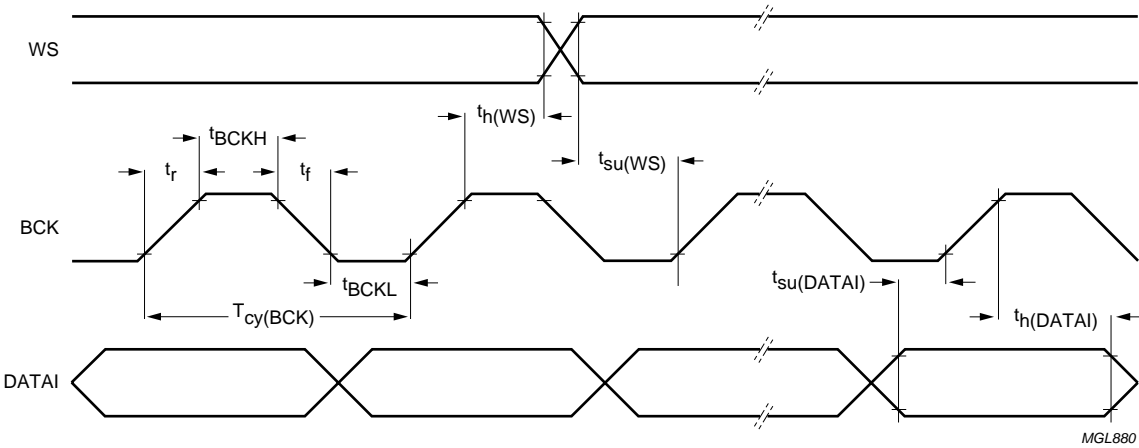 WS
th(WS)
tBCKH
tr
tf
tsu(WS)
BCK
tBCKL
tsu(DATAI)
Tcy(BCK)
th(DATAI)
DATAI
MGL880